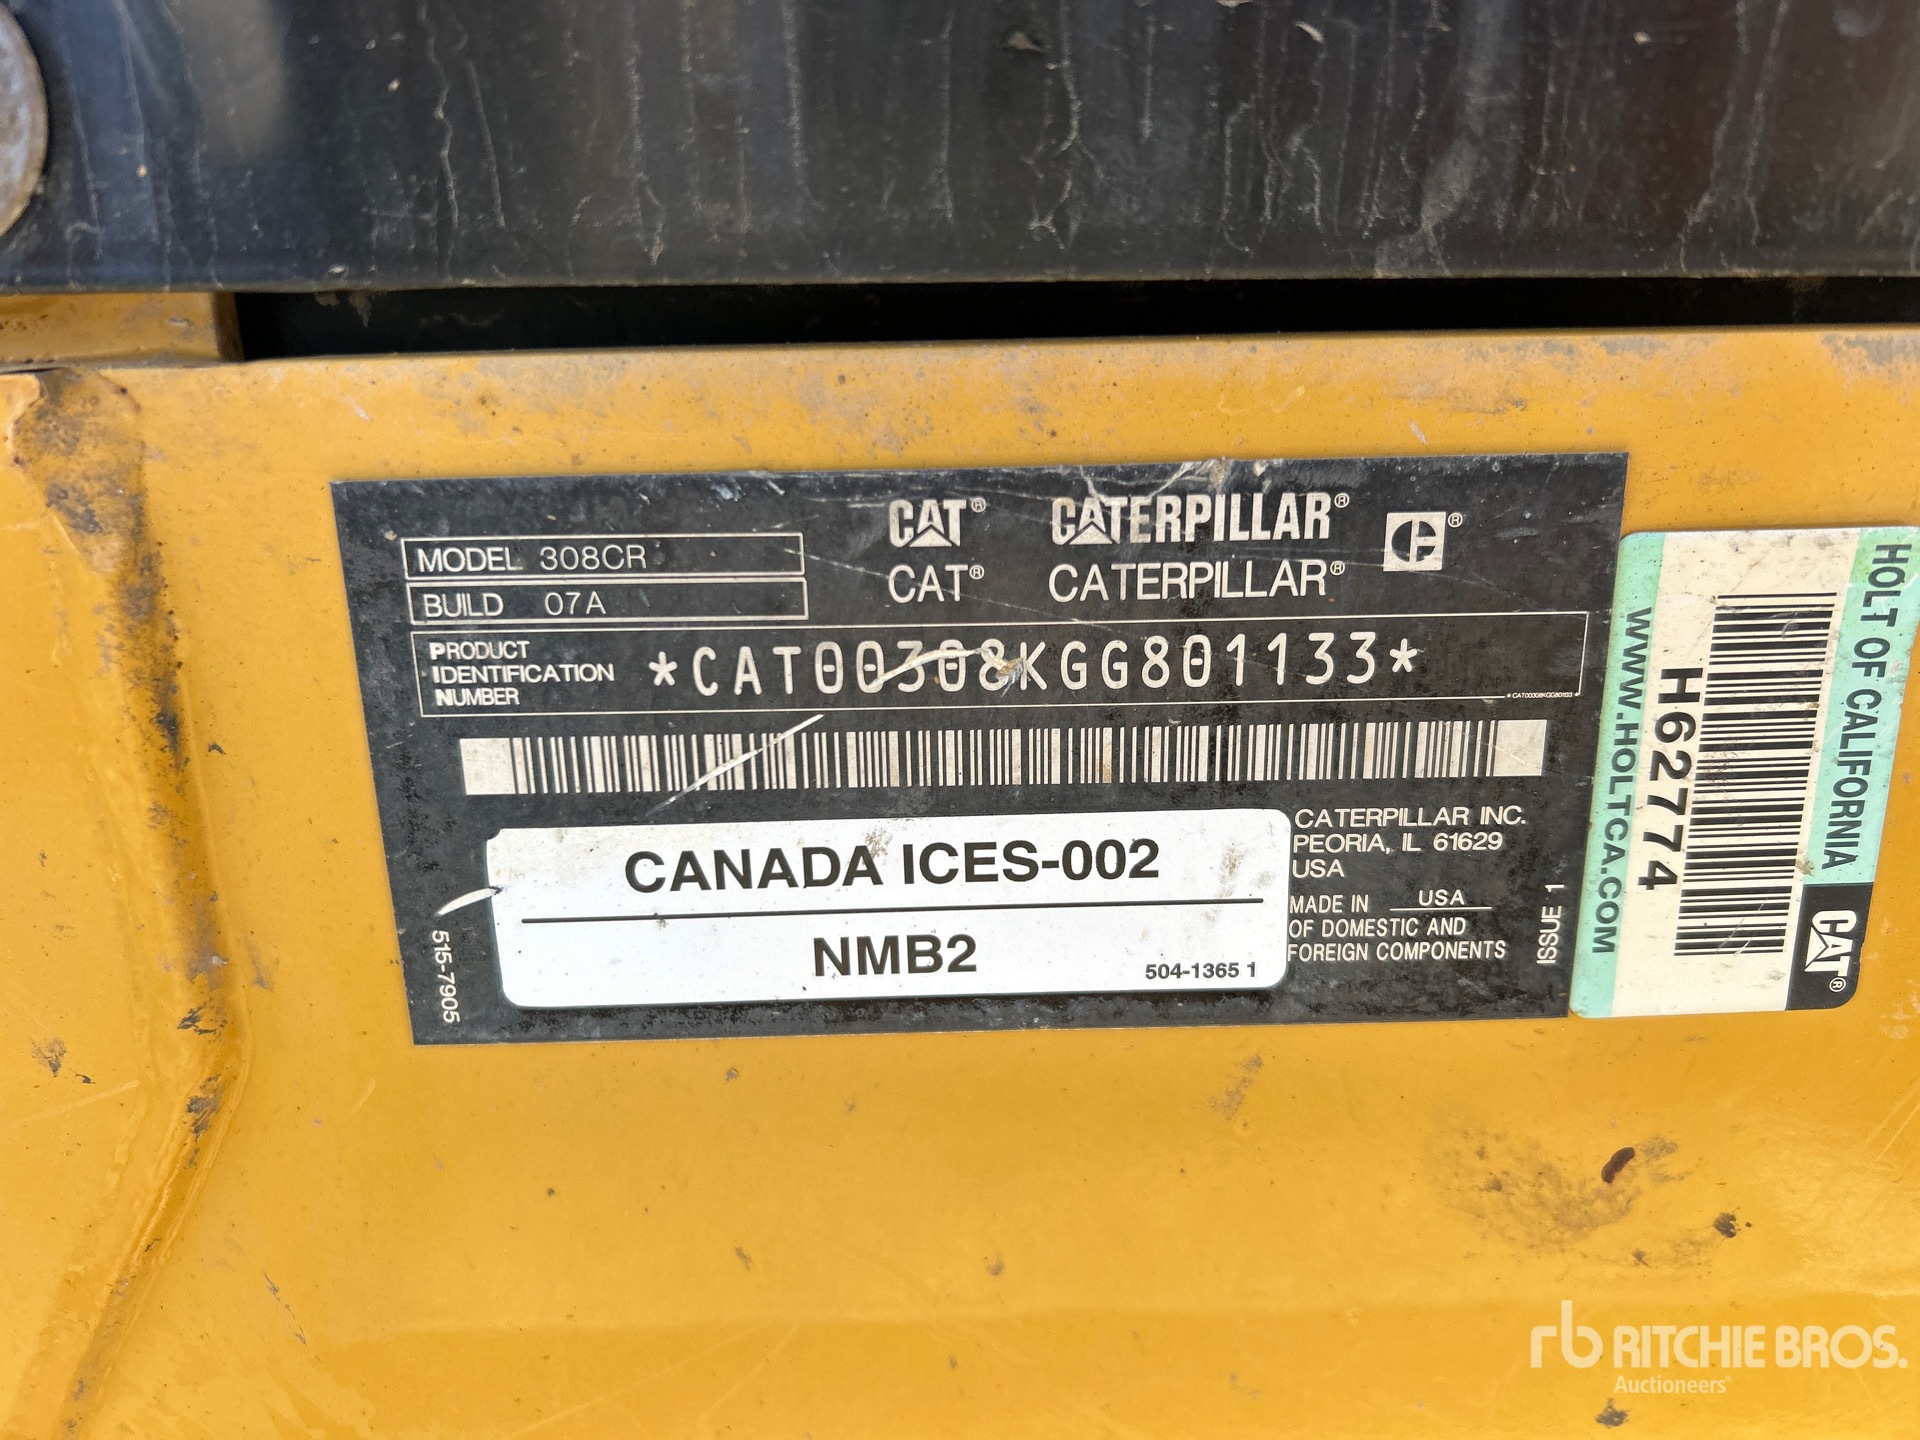 CAT® CATERPILLAR® C®
CAT® CATERPILLAR®
MODEL 308CR
BUILD 07A
PRODUCT
IDENTIFICATION
NUMBER
*CAT00308KGG801133*
*CAT00308KGG801133
CANADA ICES-002
NMB2
504-1365 1
515-7905
CATERPILLAR INC.
PEORIA, IL 61629
USA
MADE IN USA
OF DOMESTIC AND
FOREIGN COMPONENTS
ISSUE 1
HOLT OF CALIFORNIA
CAT®
H62774
WWW.HOLTCA.COM
rb RITCHIE BROS.
Auctioneers